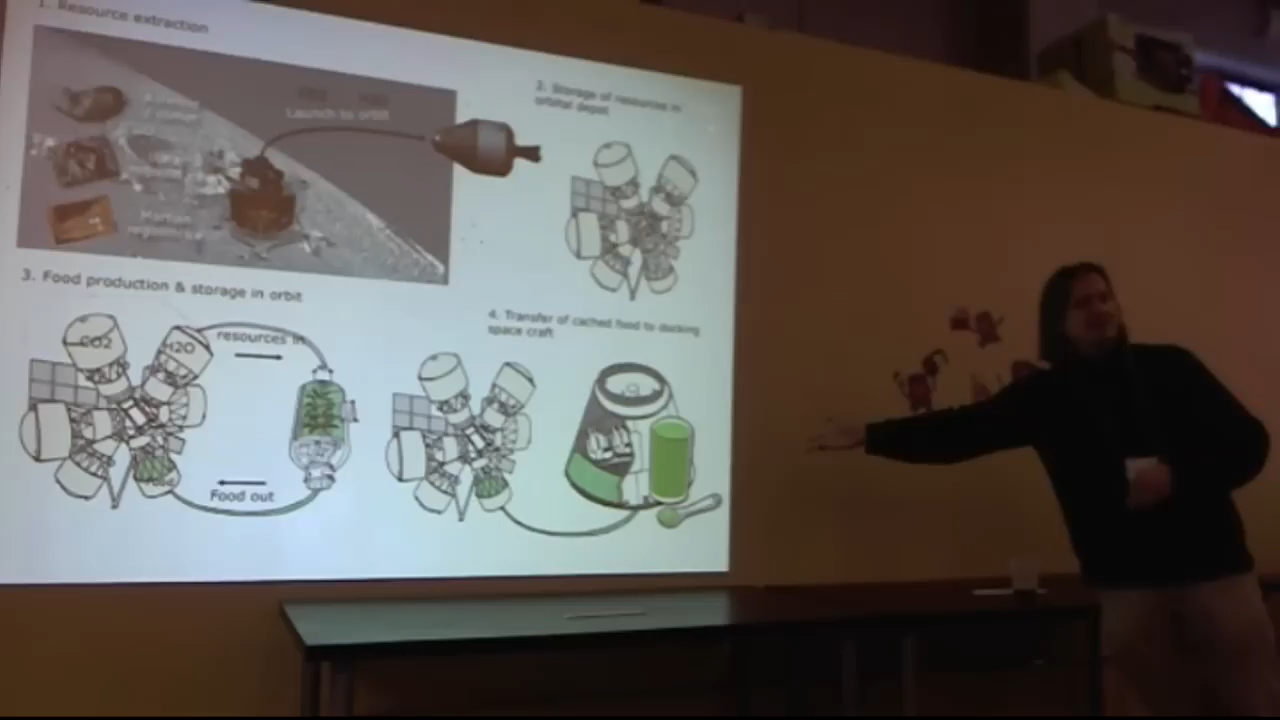 1. Resource extraction
Launch to orbit
Martian
2. Storage of resources in
orbital depot
3. Food production & storage in orbit
CO2
H2O
resources in
Food out
4. Transfer of cached food to docking
space craft